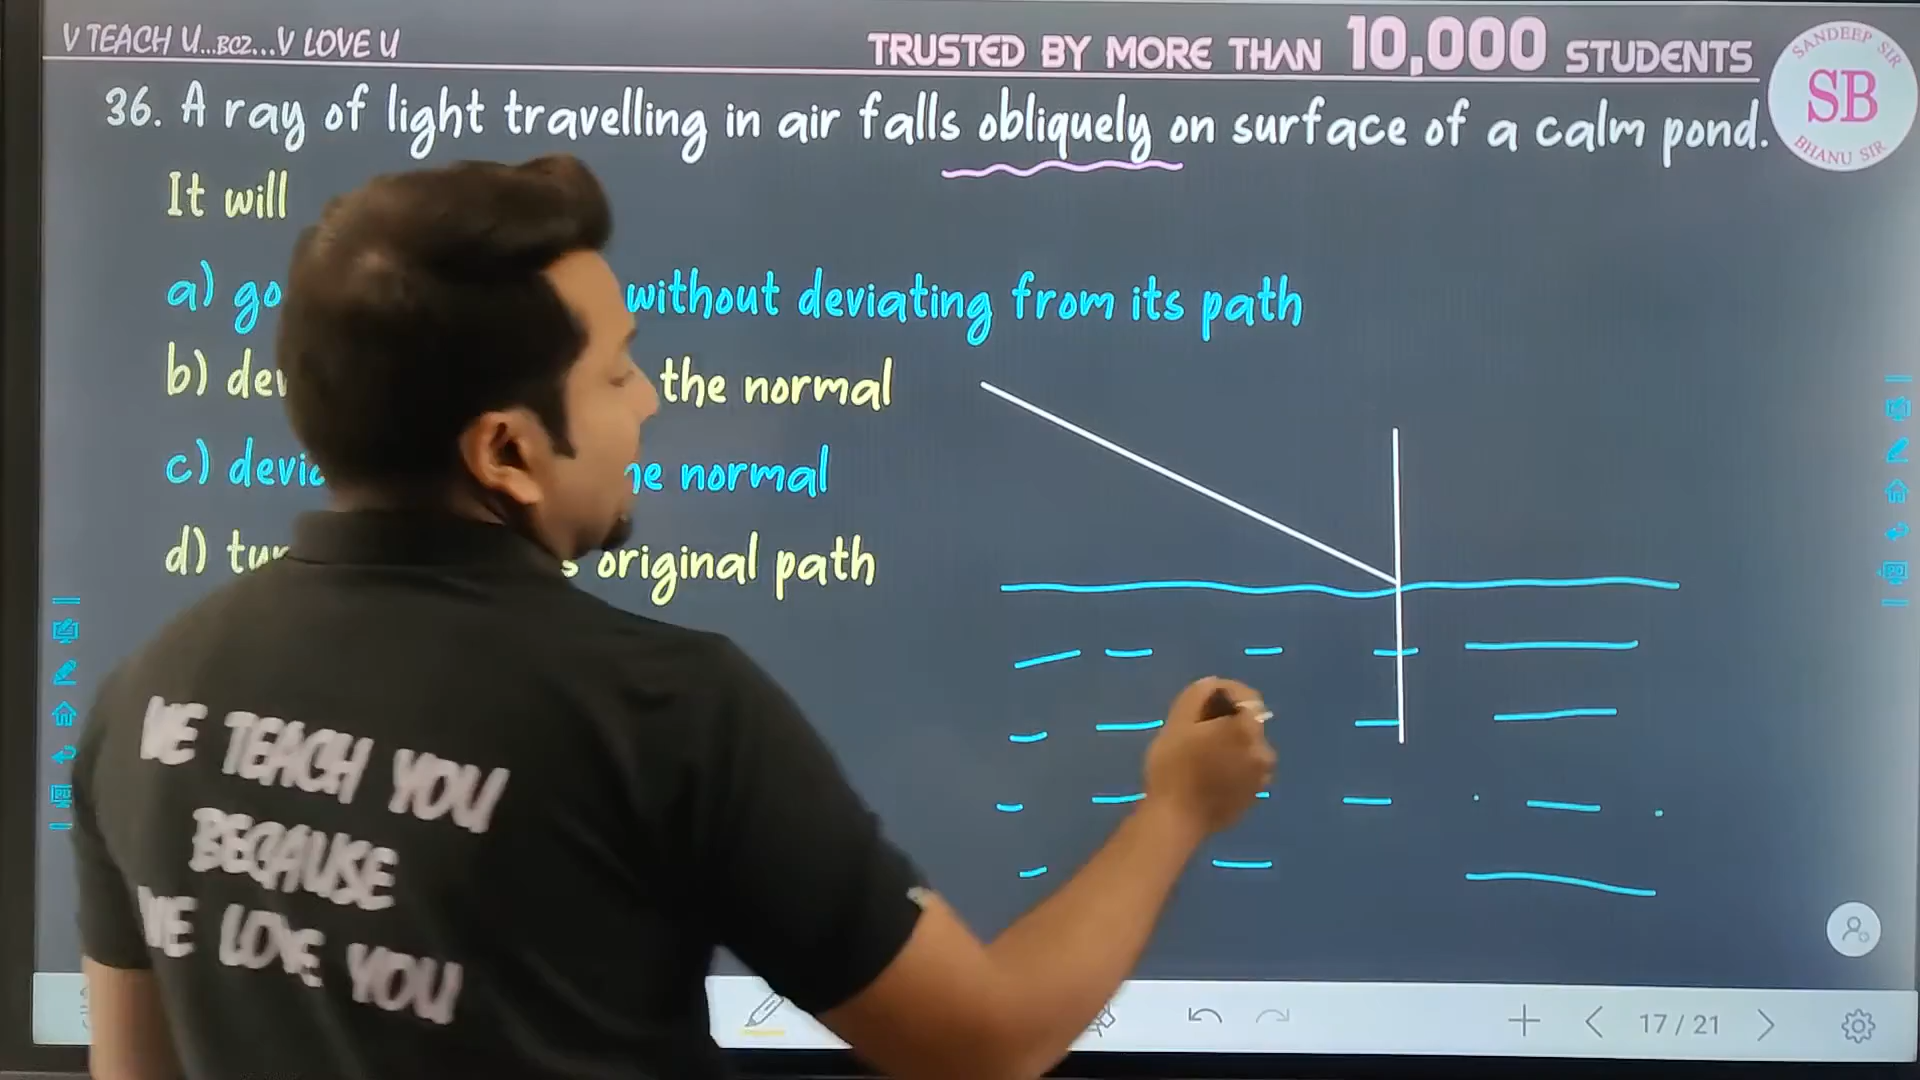 V TEACH U...BCZ...V LOVE U
TRUSTED BY MORE THAN 10,000 STUDENTS
SANDEEP SIR
SB
BHANU SIR
36. A ray of light travelling in air falls obliquely on surface of a calm pond.
It will
a) go without deviating from its path
b) the normal
c) normal
d) original path
WE TEACH YOU
BECAUSE
WE LOVE YOU
17 / 21